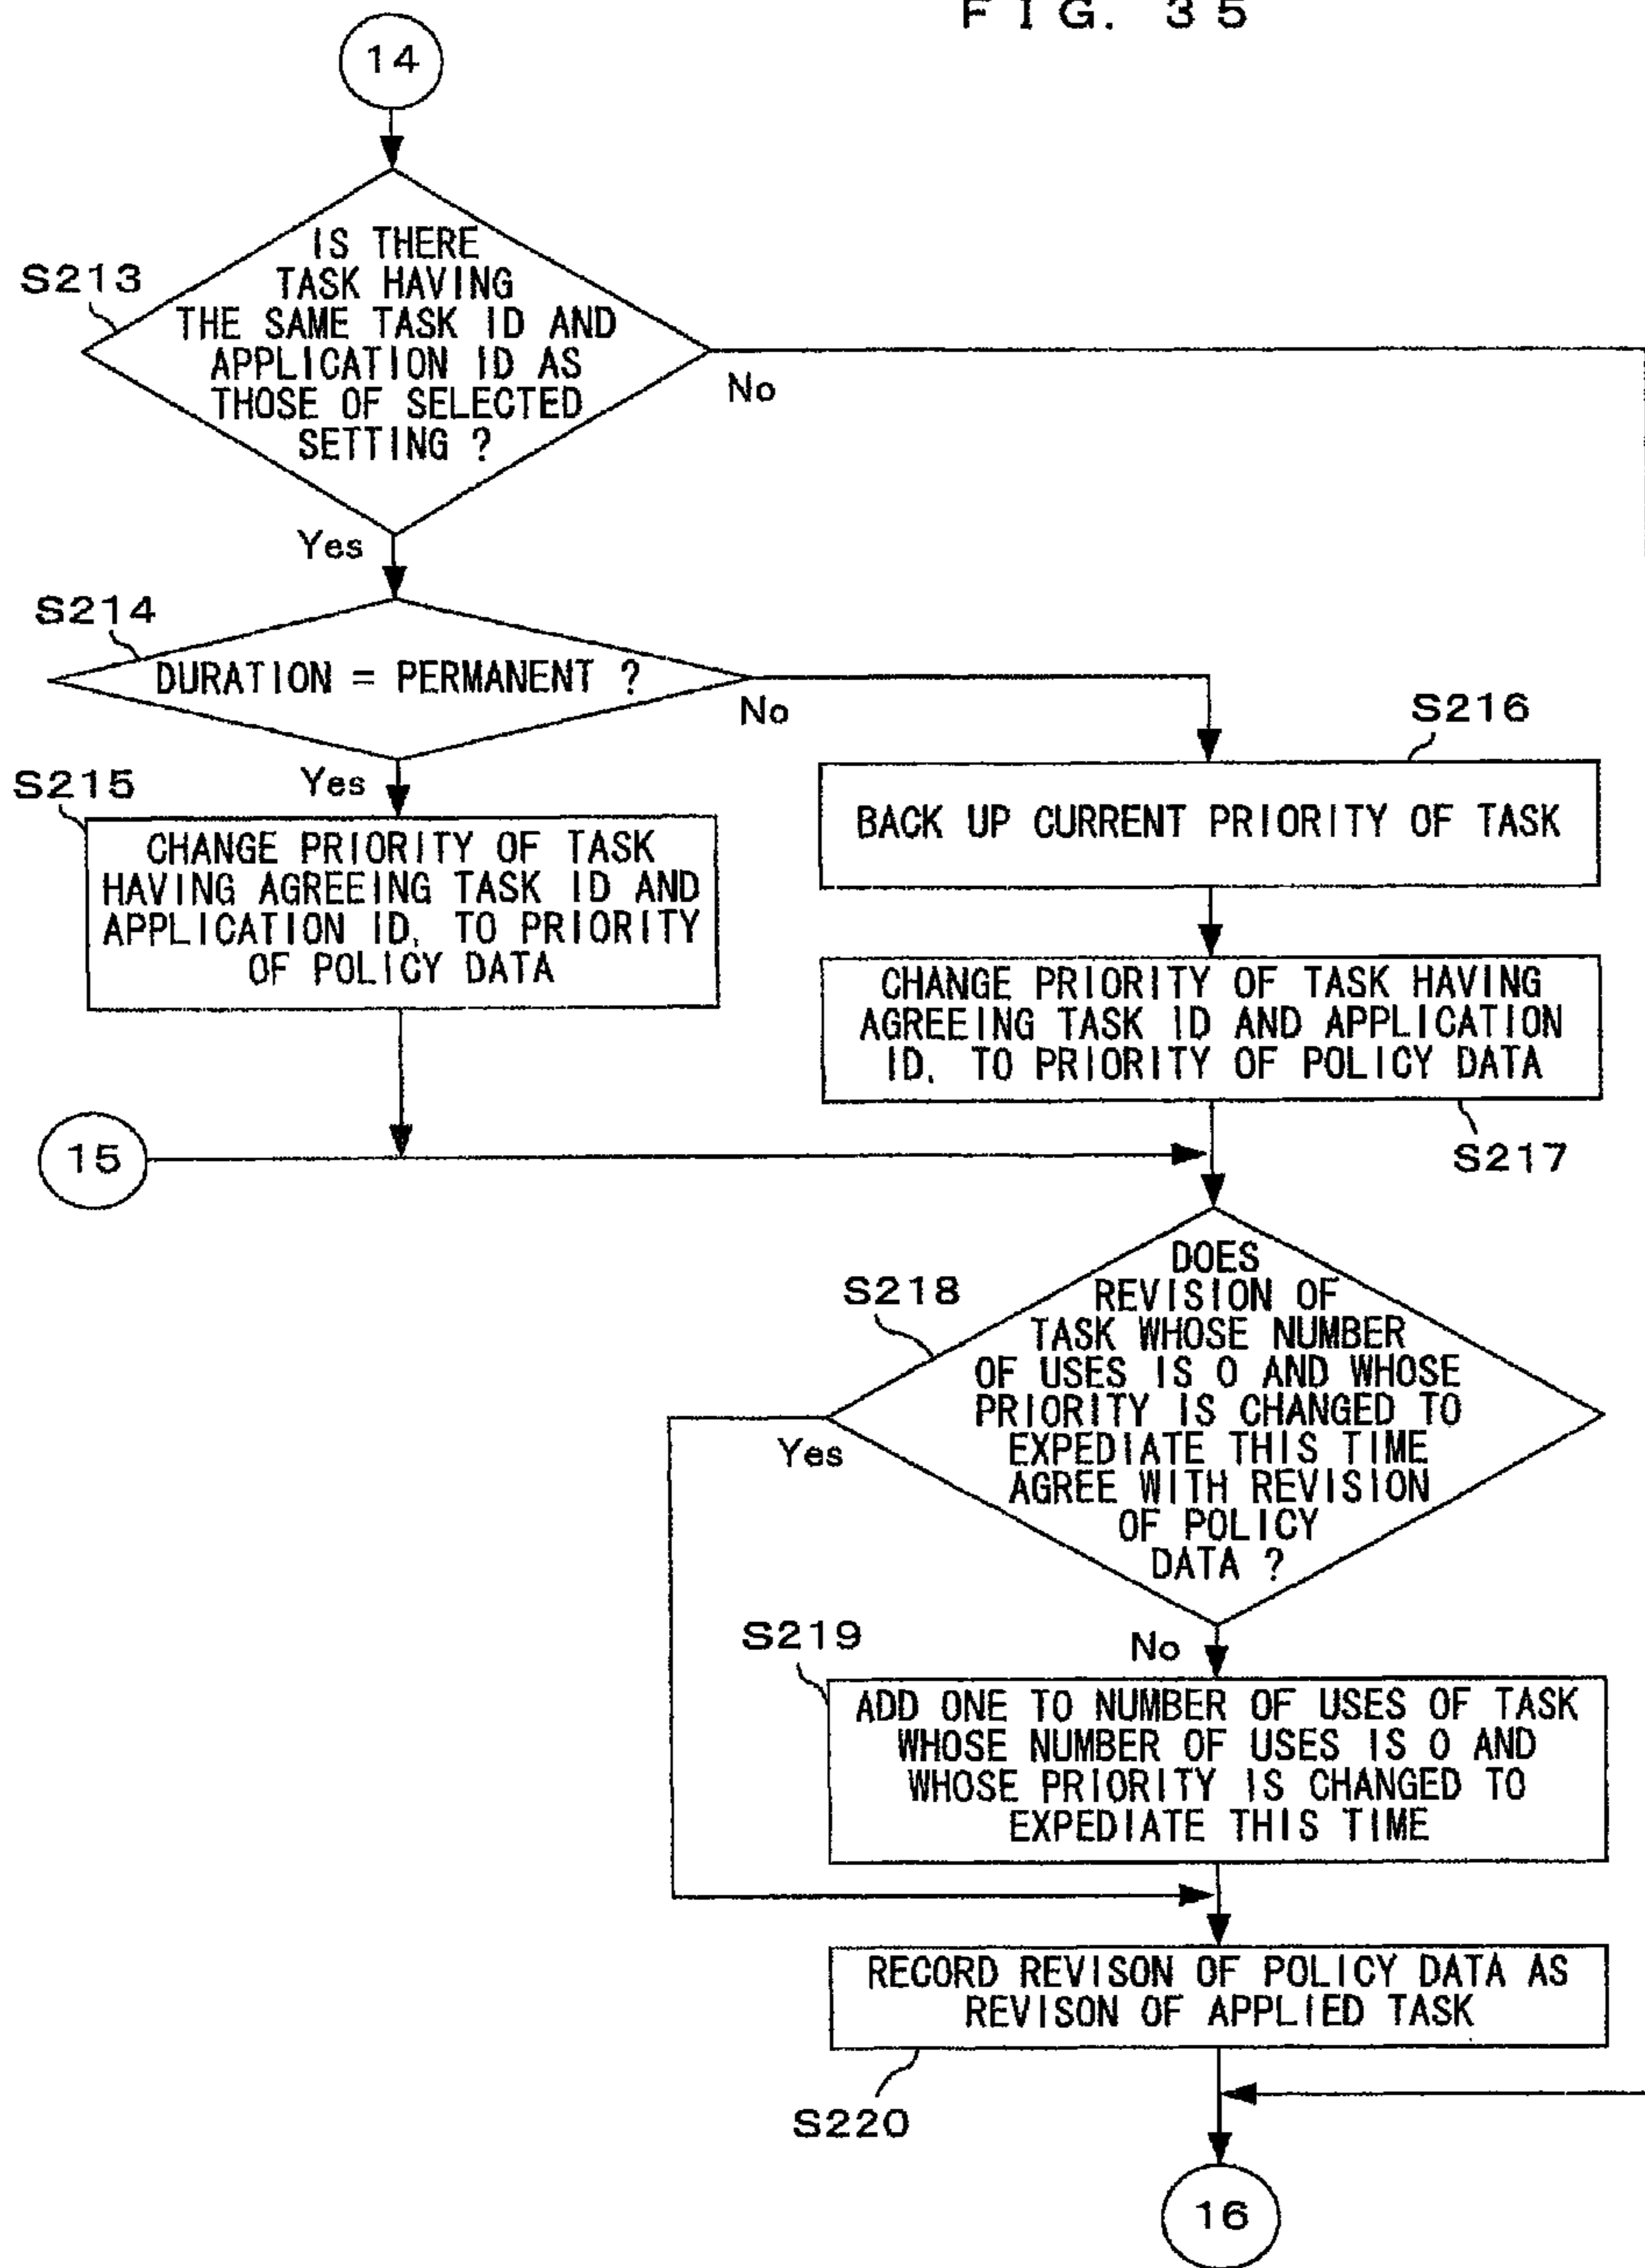 FIG. 35
14
S213
IS THERE
TASK HAVING
THE SAME TASK ID AND
APPLICATION ID AS
THOSE OF SELECTED
SETTING ?
No
Yes
S214
DURATION = PERMANENT ?
No
Yes
S215
CHANGE PRIORITY OF TASK
HAVING AGREEING TASK ID AND
APPLICATION ID, TO PRIORITY
OF POLICY DATA
S216
BACK UP CURRENT PRIORITY OF TASK
CHANGE PRIORITY OF TASK HAVING
AGREEING TASK ID AND APPLICATION
ID, TO PRIORITY OF POLICY DATA
S217
15
S218
DOES
REVISION OF
TASK WHOSE NUMBER
OF USES IS 0 AND WHOSE
PRIORITY IS CHANGED TO
EXPEDIATE THIS TIME
AGREE WITH REVISION
OF POLICY
DATA ?
Yes
No
S219
ADD ONE TO NUMBER OF USES OF TASK
WHOSE NUMBER OF USES IS 0 AND
WHOSE PRIORITY IS CHANGED TO
EXPEDIATE THIS TIME
RECORD REVISON OF POLICY DATA AS
REVISON OF APPLIED TASK
S220
16